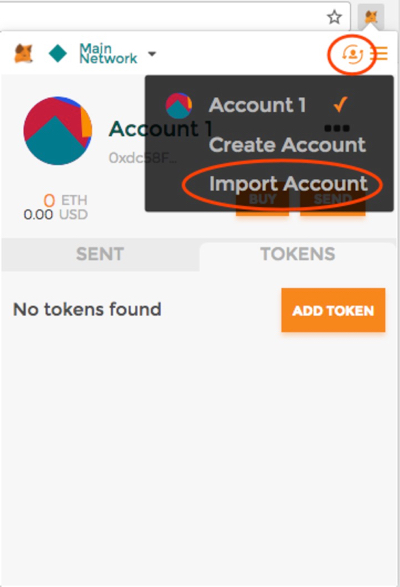 Main
Network
Account 1
Account 1
0xdc58F...
Create Account
Import Account
0 ETH
0.00 USD
BUY
SEND
SENT
TOKENS
No tokens found
ADD TOKEN